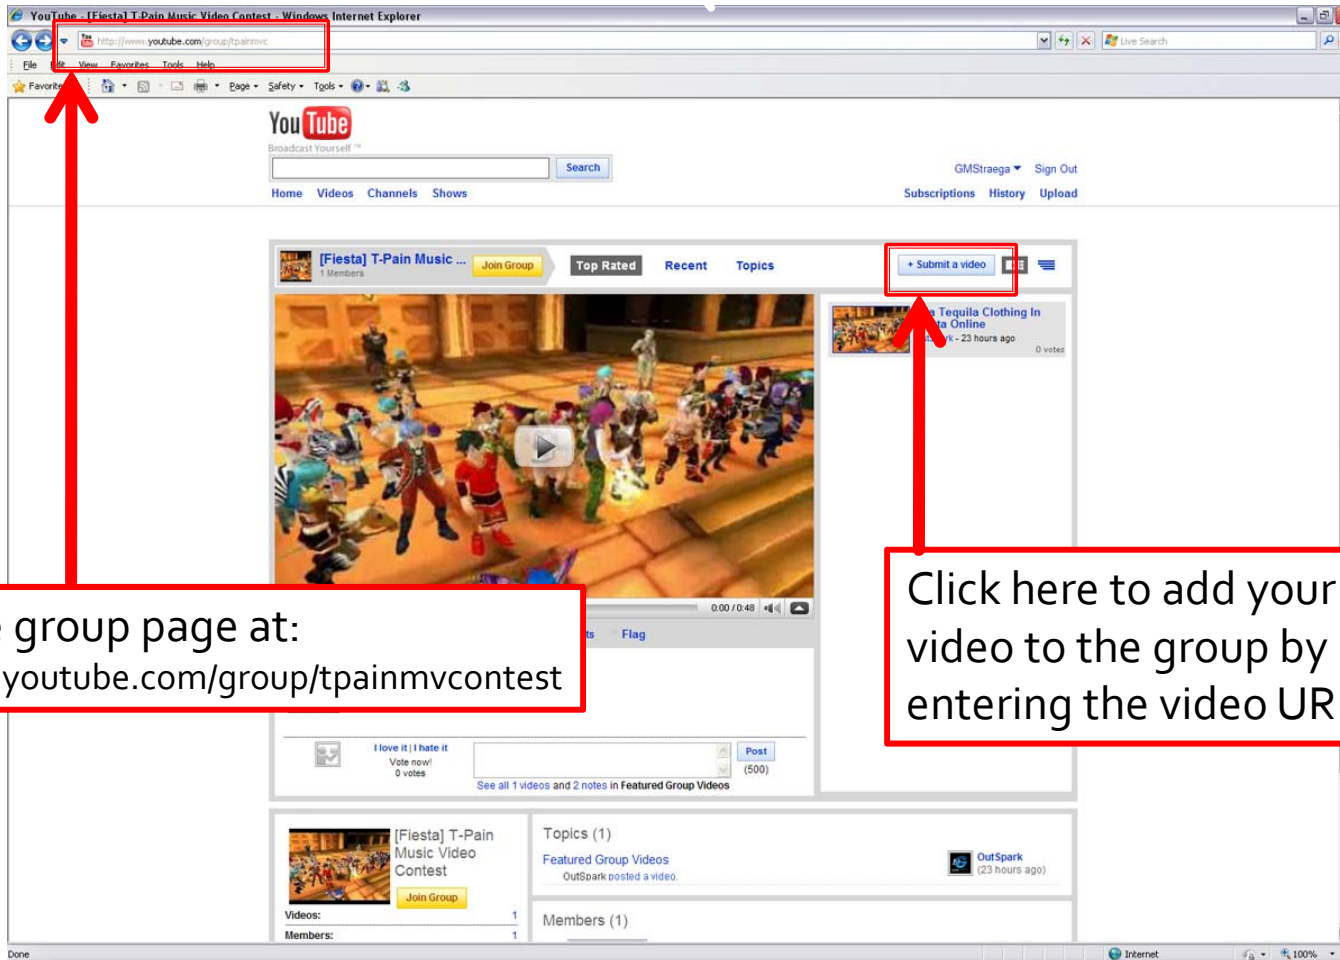 YouTube - [Fiesta] T-Pain Music Video Contest - Windows Internet Explorer
http://www.youtube.com/group/tpainmvc
Live Search
File Edit View Favorites Tools Help
Favorites Page Safety Tools
YouTube
Broadcast Yourself ™
Search
GMStraega Sign Out
Home Videos Channels Shows
Subscriptions History Upload
[Fiesta] T-Pain Music ...
1 Members
Join Group
Top Rated Recent Topics
+ Submit a video
Tequila Clothing In
Online
- 23 hours ago
0 votes
0:00 / 0:48
Flag
group page at:
youtube.com/group/tpainmvcontest
Click here to add your
video to the group by
entering the video UR
I love it | I hate it
Vote now!
0 votes
Post
(500)
See all 1 videos and 2 notes in Featured Group Videos
[Fiesta] T-Pain
Music Video
Contest
Join Group
Videos: 1
Members: 1
Topics (1)
Featured Group Videos
OutSpark posted a video.
OutSpark
(23 hours ago)
Members (1)
Done
Internet
100%